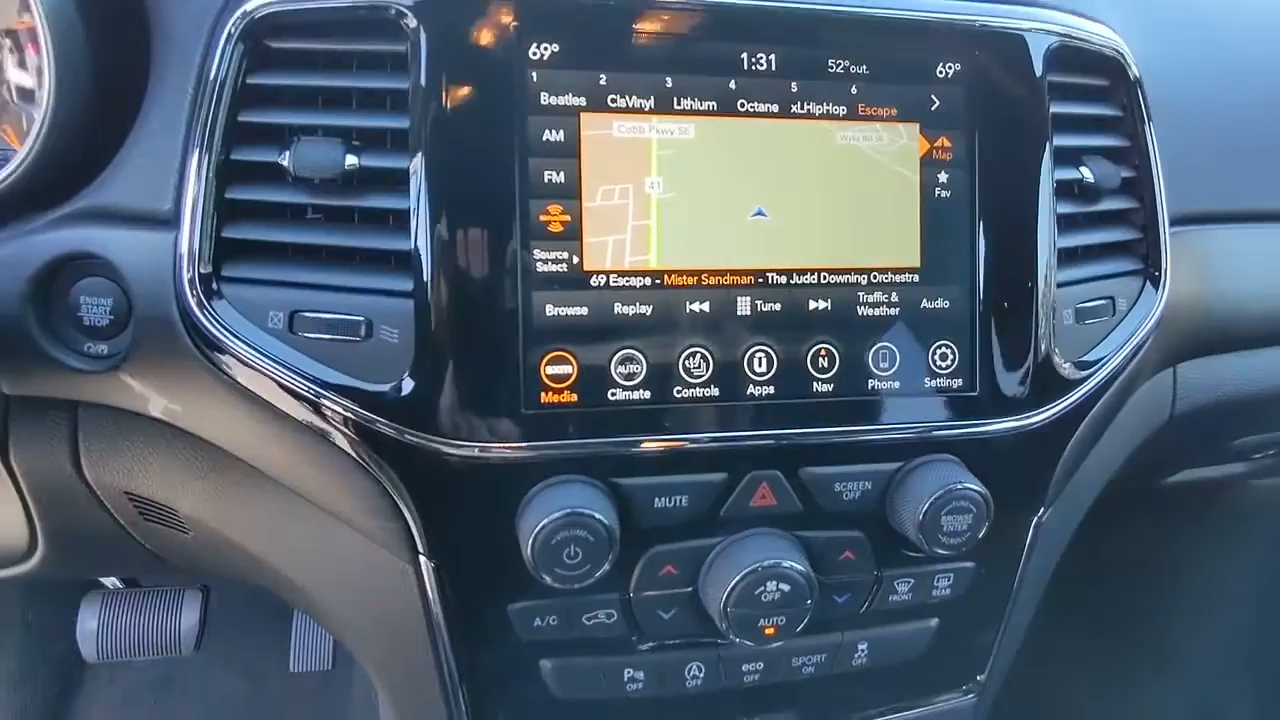 69°
1:31
52°out.
69°
1
2
3
4
5
6
Beatles
ClsVinyl
Lithium
Octane
xLHipHop
Escape
AM
FM
Source
Select
Cobb Pkwy SE
41
Map
Fav
69 Escape - Mister Sandman - The Judd Downing Orchestra
Browse
Replay
Tune
Traffic &
Weather
Audio
sxm
Media
AUTO
Climate
Controls
Apps
N
Nav
Phone
Settings
ENGINE
START
STOP
MUTE
SCREEN
OFF
VOLUME
BROWSE
ENTER
SCROLL
OFF
AUTO
A/C
FRONT
REAR
P
OFF
A
OFF
eco
OFF
SPORT
ON
OFF